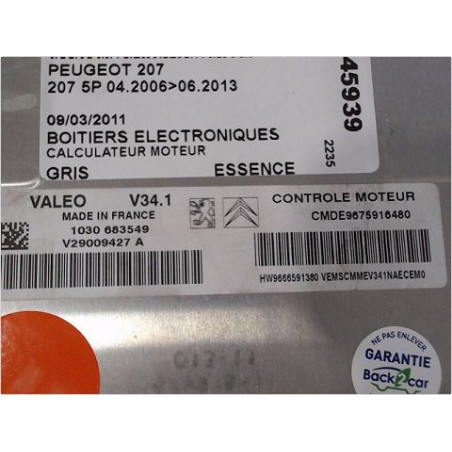 PEUGEOT 207
207 5P 04.2006>06.2013
09/03/2011
BOITIERS ELECTRONIQUES
CALCULATEUR MOTEUR
GRIS ESSENCE
45939
2235
VALEO V34.1
MADE IN FRANCE
1030 683549
V29009427 A
CONTROLE MOTEUR
CMDE9675916480
HW9666591380 VEMSCMMEV341NAECEM0
NE PAS ENLEVER
GARANTIE
Back2car